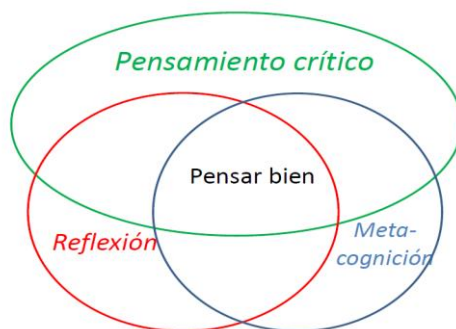 Pensamiento crítico
Pensar bien
Reflexión
Meta-
cognición